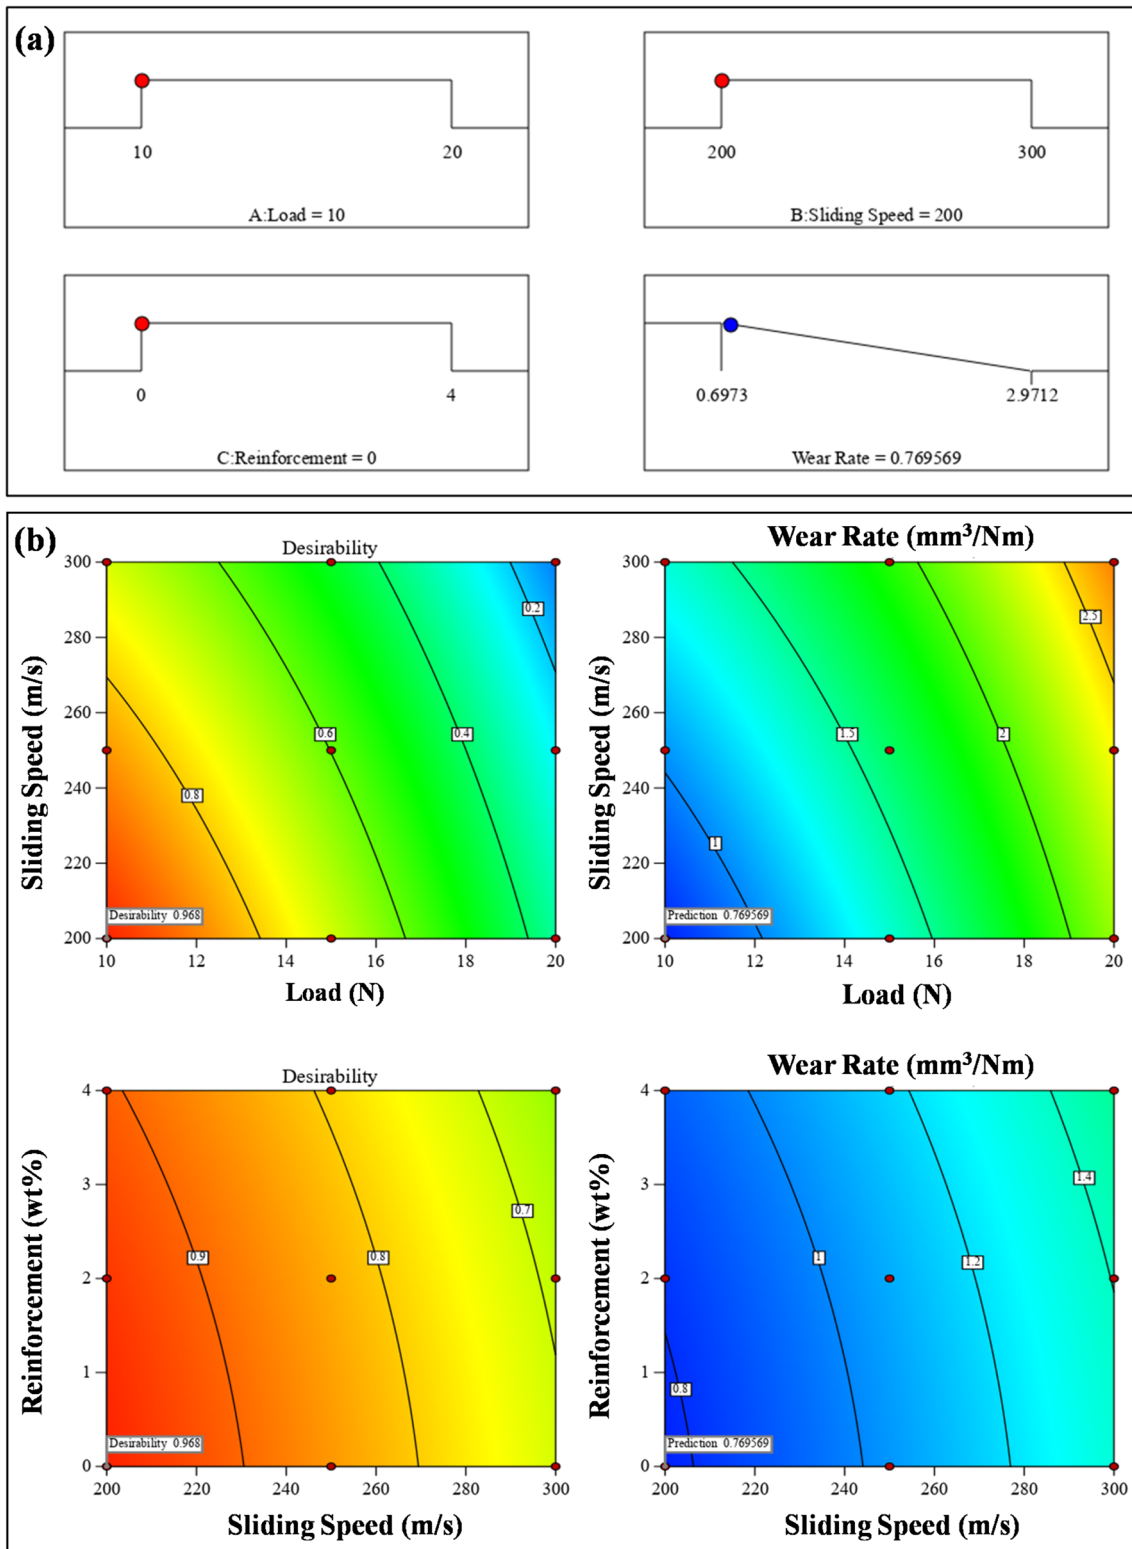 (a)
10 20
A:Load = 10
200 300
B:Sliding Speed = 200
0 4
C:Reinforcement = 0
0.6973 2.9712
Wear Rate = 0.769569
(b)
Desirability
Sliding Speed (m/s)
300
280
260
240
220
200
0.2
0.6
0.4
0.8
Desirability 0.968
10 12 14 16 18 20
Load (N)
Wear Rate (mm³/Nm)
Sliding Speed (m/s)
300
280
260
240
220
200
2.5
1.5
2
1
Prediction 0.769569
10 12 14 16 18 20
Load (N)
Desirability
Reinforcement (wt%)
4
3
2
1
0
0.7
0.9
0.8
Desirability 0.968
200 220 240 260 280 300
Sliding Speed (m/s)
Wear Rate (mm³/Nm)
Reinforcement (wt%)
4
3
2
1
0
1.4
1
1.2
0.8
Prediction 0.769569
200 220 240 260 280 300
Sliding Speed (m/s)